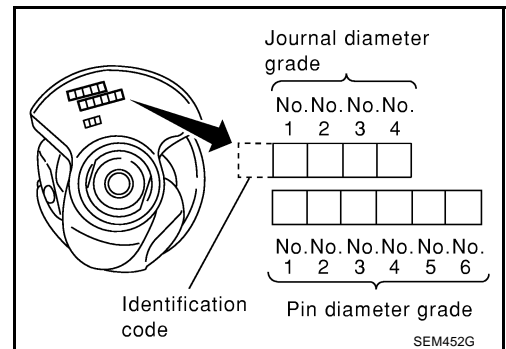 Journal diameter
grade
No. No. No. No.
1 2 3 4
No. No. No. No. No. No.
1 2 3 4 5 6
Identification
code
Pin diameter grade
SEM452G